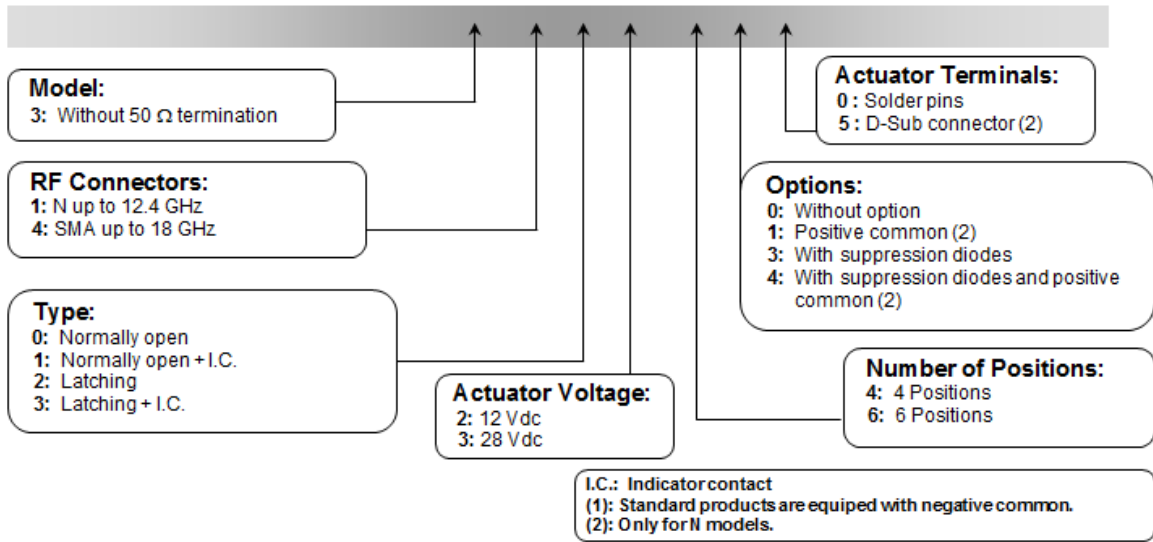 Model:
3: Without 50 Ω termination
RF Connectors:
1: N up to 12.4 GHz
4: SMA up to 18 GHz
Type:
0: Normally open
1: Normally open + I.C.
2: Latching
3: Latching + I.C.
Actuator Voltage:
2: 12 Vdc
3: 28 Vdc
Actuator Terminals:
0 : Solder pins
5 : D-Sub connector (2)
Options:
0: Without option
1: Positive common (2)
3: With suppression diodes
4: With suppression diodes and positive
common (2)
Number of Positions:
4: 4 Positions
6: 6 Positions
I.C.: Indicator contact
(1): Standard products are equiped with negative common.
(2): Only for N models.